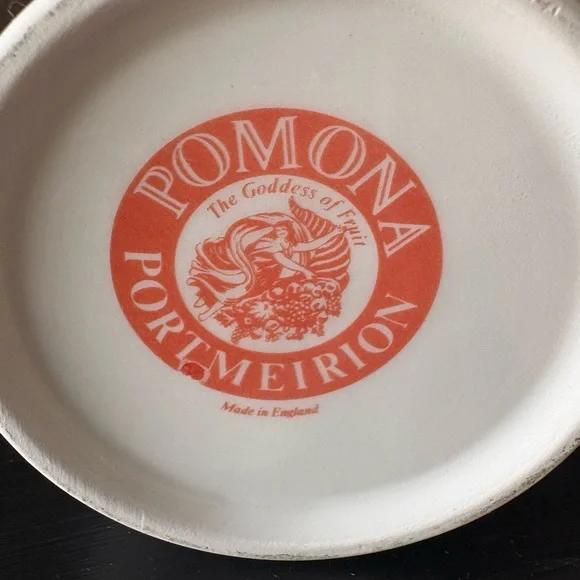 POMONA
The Goddess of Fruit
PORTMEIRION
Made in England